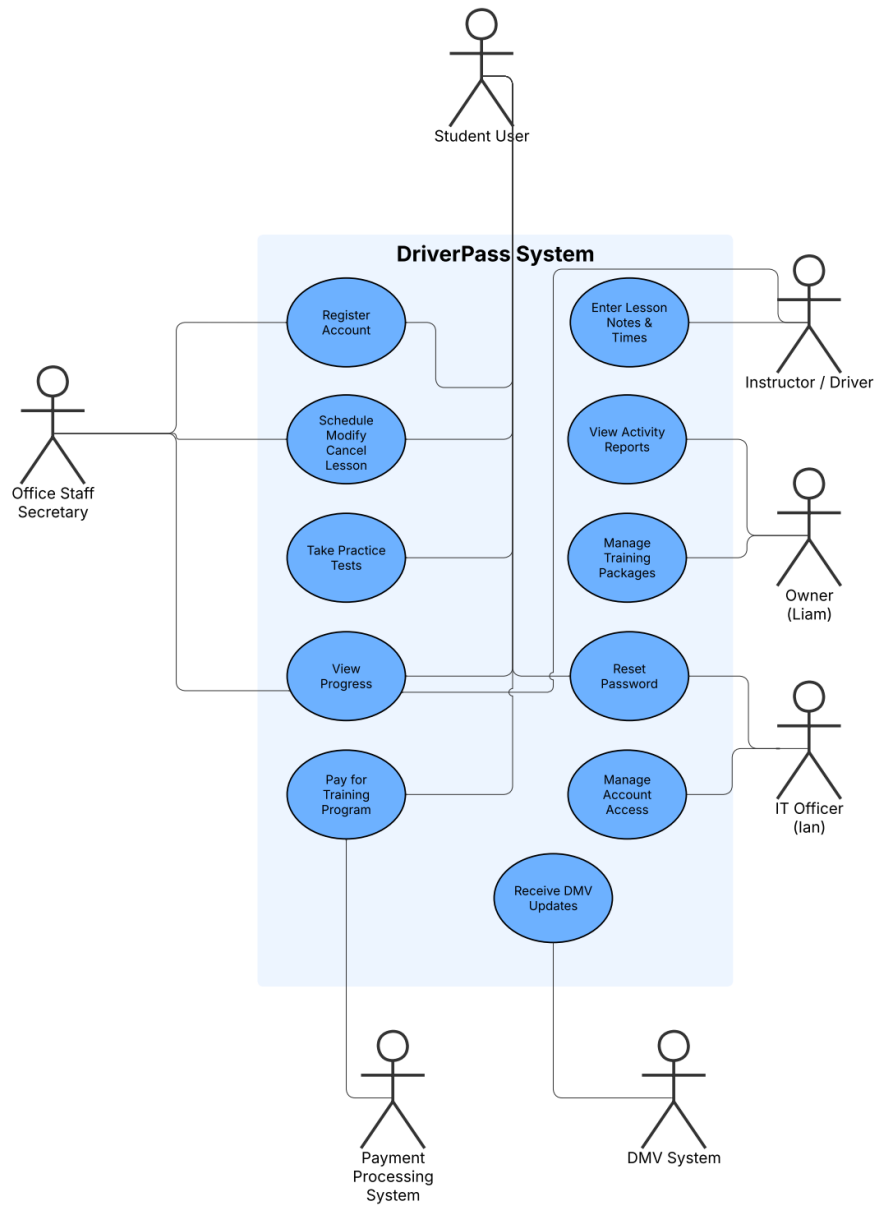 Student User
DriverPass System
Register
Account
Enter Lesson
Notes &
Times
Instructor / Driver
Schedule
Modify
Cancel
Lesson
View Activity
Reports
Office Staff
Secretary
Take Practice
Tests
Manage
Training
Packages
Owner
(Liam)
View
Progress
Reset
Password
Pay for
Training
Program
Manage
Account
Access
IT Officer
(Ian)
Receive DMV
Updates
Payment
Processing
System
DMV System